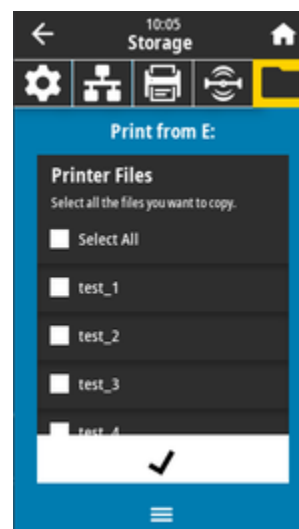 10:05
Storage
Print from E:
Printer Files
Select all the files you want to copy.
Select All
test_1
test_2
test_3
test_4